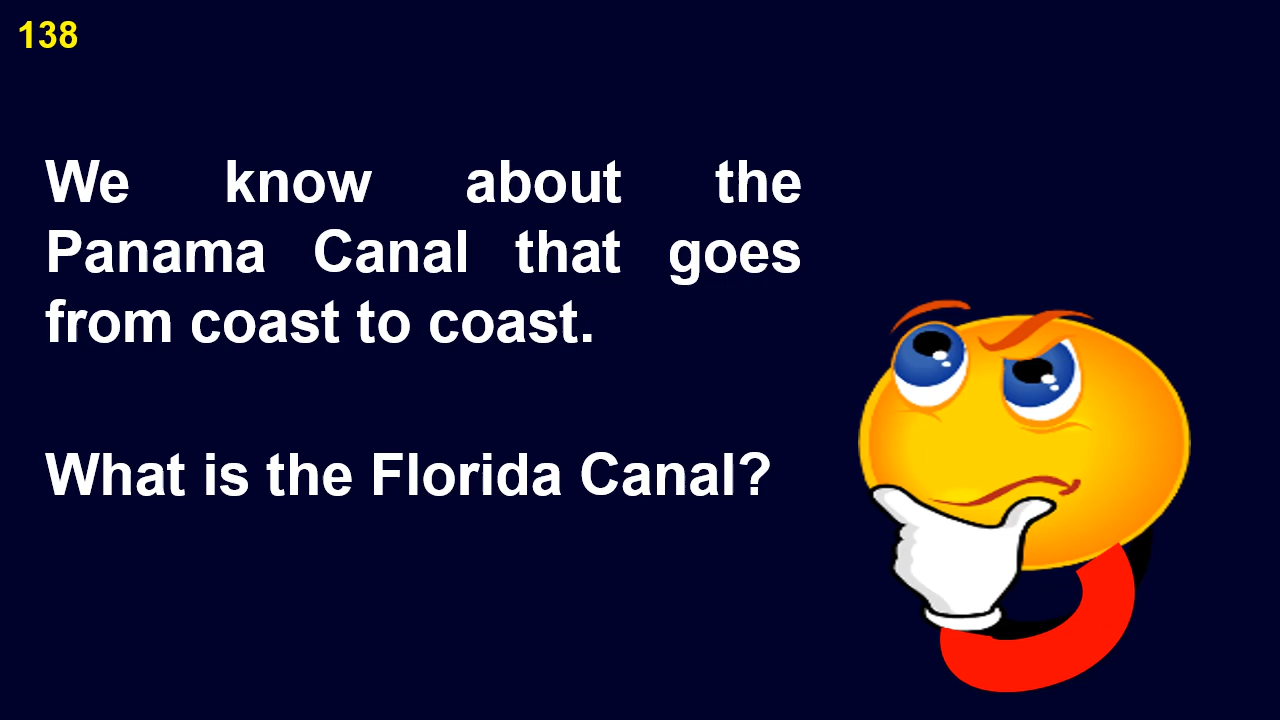 138
We know about the
Panama Canal that goes
from coast to coast.
What is the Florida Canal?